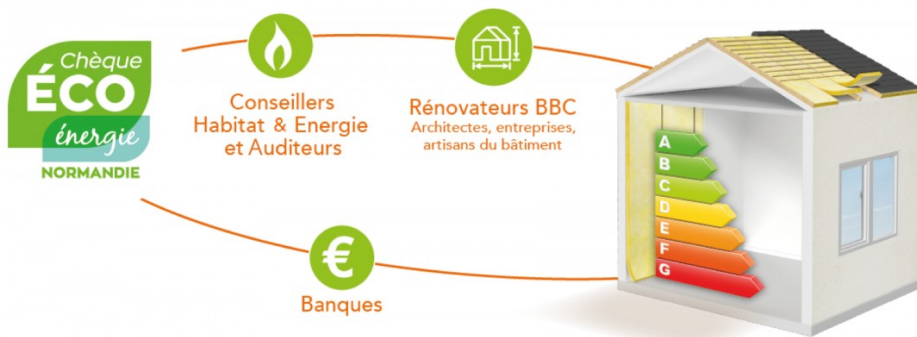 Chèque
ÉCO
énergie
NORMANDIE
Conseillers
Habitat & Energie
et Auditeurs
Rénovateurs BBC
Architectes, entreprises,
artisans du bâtiment
€
Banques
A
B
C
D
E
F
G